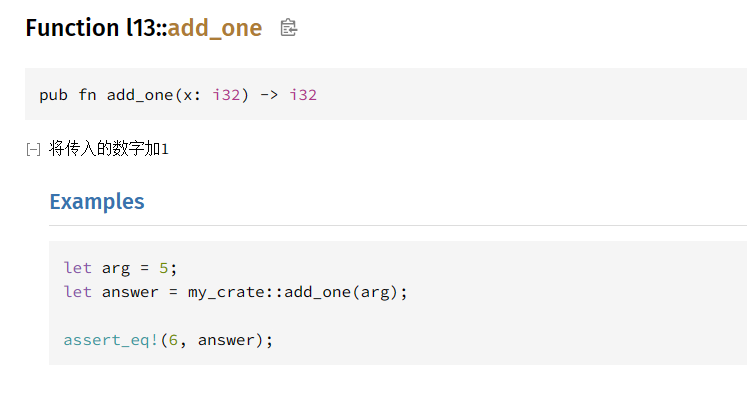 Function l13::add_one
pub fn add_one(x: i32) -> i32
[−] 将传入的数字加1
Examples
let arg = 5;
let answer = my_crate::add_one(arg);
assert_eq!(6, answer);